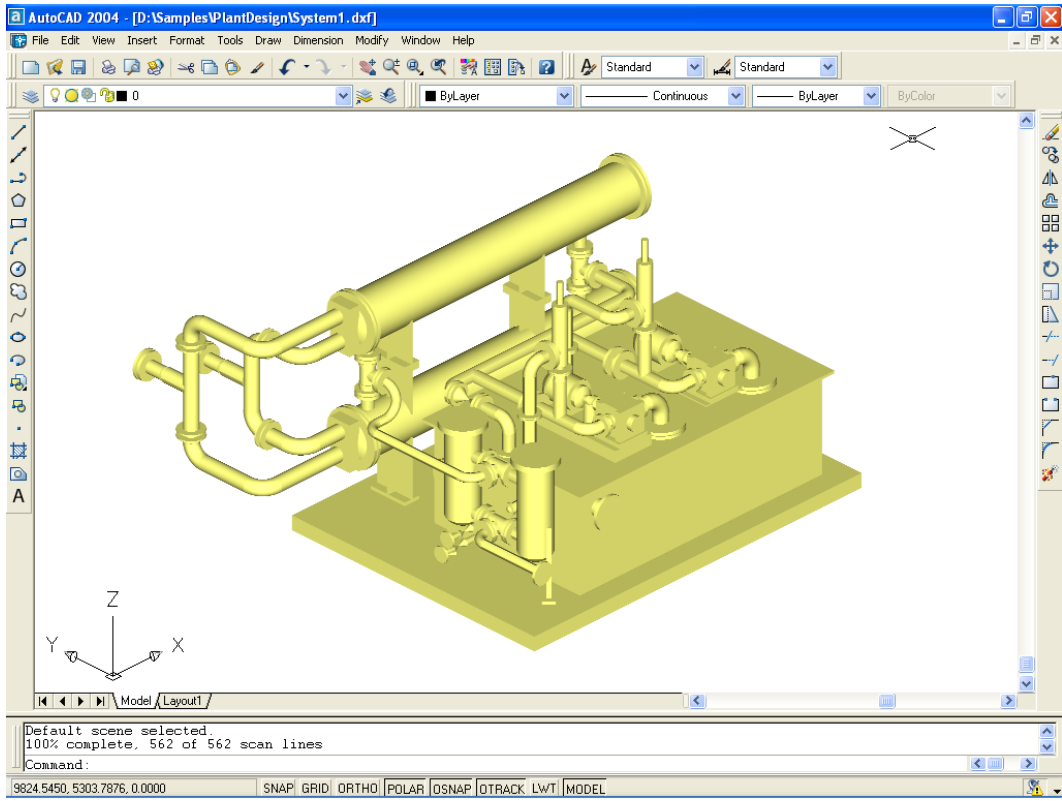 AutoCAD 2004 - [D:\Samples\PlantDesign\System1.dxf]
File Edit View Insert Format Tools Draw Dimension Modify Window Help
Standard Standard
0 ByLayer Continuous ByLayer ByColor
A
Z
Y X
Model Layout1
Default scene selected.
100% complete, 562 of 562 scan lines
Command:
9824.5450, 5303.7876, 0.0000 SNAP GRID ORTHO POLAR OSNAP OTRACK LWT MODEL